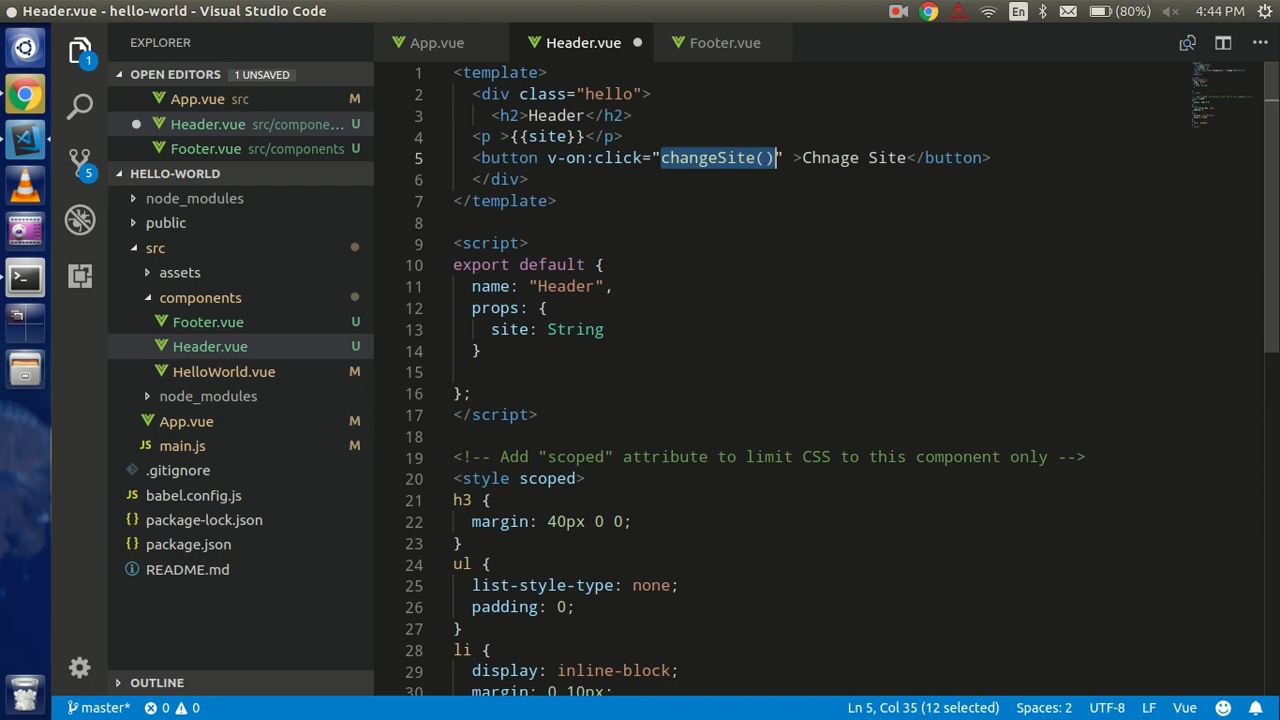 Header.vue - hello-world - Visual Studio Code
En
(80%)
4:44 PM
EXPLORER
App.vue
Header.vue
Footer.vue
OPEN EDITORS 1 UNSAVED
App.vue src M
Header.vue src/compone... U
Footer.vue src/components U
HELLO-WORLD
node_modules
public
src
assets
components
Footer.vue U
Header.vue U
HelloWorld.vue M
node_modules
App.vue M
main.js M
.gitignore
babel.config.js
package-lock.json
package.json
README.md
OUTLINE
1
5
1 <template>
2 <div class="hello">
3 <h2>Header</h2>
4 <p >{{site}}</p>
5 <button v-on:click="changeSite()" >Chnage Site</button>
6 </div>
7 </template>
8
9 <script>
10 export default {
11 name: "Header",
12 props: {
13 site: String
14 }
15
16 };
17 </script>
18
19 <!-- Add "scoped" attribute to limit CSS to this component only -->
20 <style scoped>
21 h3 {
22 margin: 40px 0 0;
23 }
24 ul {
25 list-style-type: none;
26 padding: 0;
27 }
28 li {
29 display: inline-block;
30 margin: 0 10px;
master* 0 0
Ln 5, Col 35 (12 selected)
Spaces: 2
UTF-8
LF
Vue